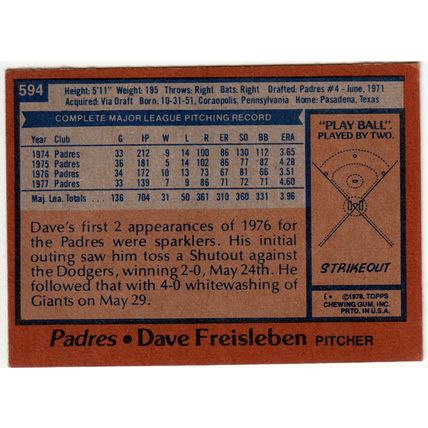 594
Height: 5'11" Weight: 195 Throws: Right Bats: Right Drafted: Padres #4 - June, 1971
Acquired: Via Draft Born: 10-31-51, Coraopolis, Pennsylvania Home: Pasadena, Texas
COMPLETE MAJOR LEAGUE PITCHING RECORD
Year Club G HP W L R ER SO BB ERA
1974 Padres 33 212 9 14 100 86 130 112 3.65
1975 Padres 36 181 5 14 102 86 77 82 4.28
1976 Padres 34 172 10 13 73 67 81 66 3.51
1977 Padres 33 139 7 9 86 71 72 71 4.60
Maj. Lea. Totals ... 136 704 31 50 361 310 360 331 3.96
Dave's first 2 appearances of 1976 for
the Padres were sparklers. His initial
outing saw him toss a Shutout against
the Dodgers, winning 2-0, May 24th. He
followed that with 4-0 whitewashing of
Giants on May 29.
"PLAY BALL"
PLAYED BY TWO.
STRIKEOUT
E* ©1978, TOPPS
CHEWING GUM, INC.
PRTD. IN U.S.A.
Padres • Dave Freisleben PITCHER